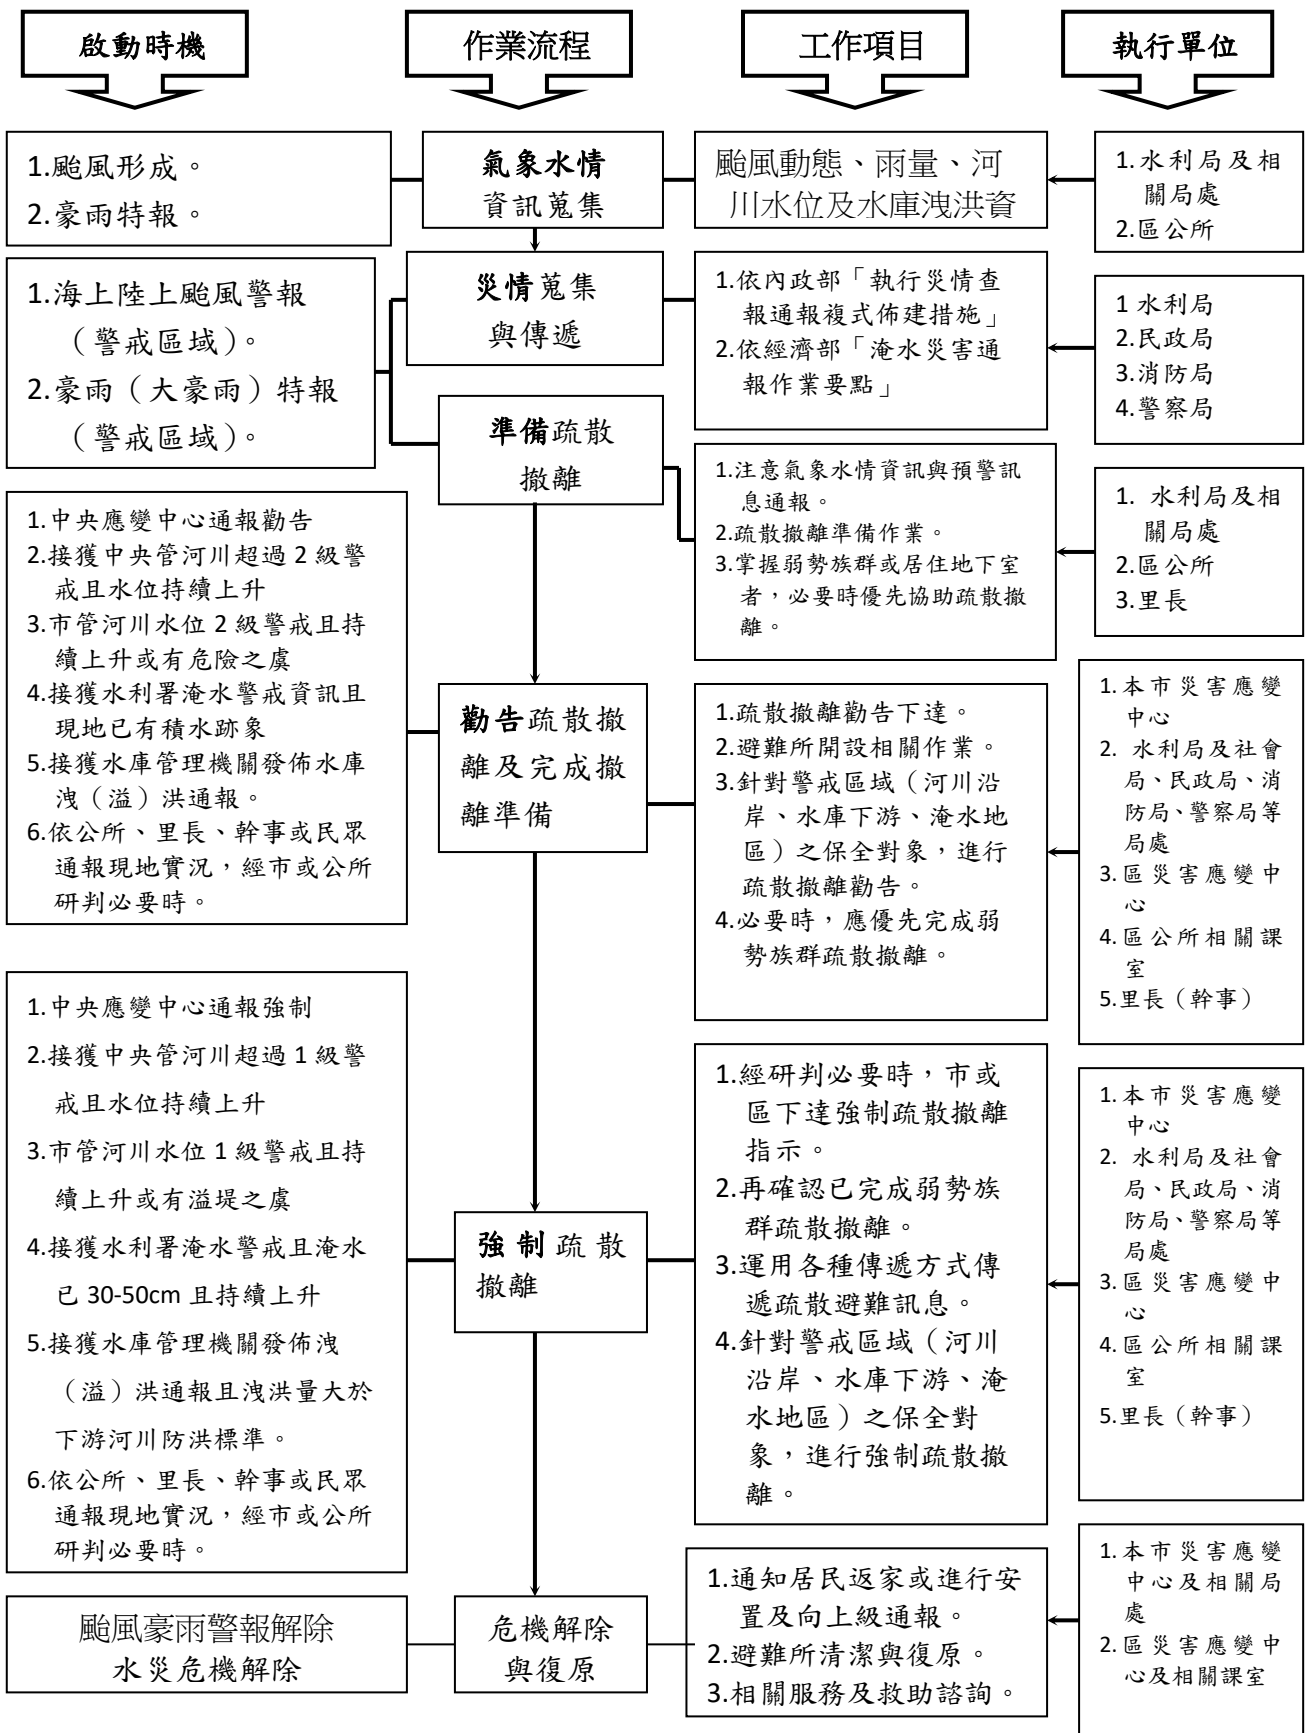 啟動時機
作業流程
工作項目
執行單位
1.颱風形成。
2.豪雨特報。
氣象水情
資訊蒐集
颱風動態、雨量、河
川水位及水庫洩洪資
1.水利局及相
關局處
2.區公所
1.海上陸上颱風警報
（警戒區域）。
2.豪雨（大豪雨）特報
（警戒區域）。
災情蒐集
與傳遞
1.依內政部「執行災情查
報通報複式佈建措施」
2.依經濟部「淹水災害通
報作業要點」
1 水利局
2.民政局
3.消防局
4.警察局
準備疏散
撤離
1.注意氣象水情資訊與預警訊
息通報。
2.疏散撤離準備作業。
3.掌握弱勢族群或居住地下室
者，必要時優先協助疏散撤
離。
1. 水利局及相
關局處
2.區公所
3.里長
1.中央應變中心通報勸告
2.接獲中央管河川超過 2 級警
戒且水位持續上升
3.市管河川水位 2 級警戒且持
續上升或有危險之虞
4.接獲水利署淹水警戒資訊且
現地已有積水跡象
5.接獲水庫管理機關發佈水庫
洩（溢）洪通報。
6.依公所、里長、幹事或民眾
通報現地實況，經市或公所
研判必要時。
勸告疏散撤
離及完成撤
離準備
1.疏散撤離勸告下達。
2.避難所開設相關作業。
3.針對警戒區域（河川沿
岸、水庫下游、淹水地
區）之保全對象，進行
疏散撤離勸告。
4.必要時，應優先完成弱
勢族群疏散撤離。
1.本市災害應變
中心
2. 水利局及社會
局、民政局、消
防局、警察局等
局處
3.區災害應變中
心
4.區公所相關課
室
5.里長（幹事）
1.中央應變中心通報強制
2.接獲中央管河川超過 1 級警
戒且水位持續上升
3.市管河川水位 1 級警戒且持
續上升或有溢堤之虞
4.接獲水利署淹水警戒且淹水
已 30-50cm 且持續上升
5.接獲水庫管理機關發佈洩
（溢）洪通報且洩洪量大於
下游河川防洪標準。
6.依公所、里長、幹事或民眾
通報現地實況，經市或公所
研判必要時。
強制疏散
撤離
1.經研判必要時，市或
區下達強制疏散撤離
指示。
2.再確認已完成弱勢族
群疏散撤離。
3.運用各種傳遞方式傳
遞疏散避難訊息。
4.針對警戒區域（河川
沿岸、水庫下游、淹
水地區）之保全對
象，進行強制疏散撤
離。
1.本市災害應變
中心
2. 水利局及社會
局、民政局、消
防局、警察局等
局處
3.區災害應變中
心
4.區公所相關課
室
5.里長（幹事）
颱風豪雨警報解除
水災危機解除
危機解除
與復原
1.通知居民返家或進行安
置及向上級通報。
2.避難所清潔與復原。
3.相關服務及救助諮詢。
1.本市災害應變
中心及相關局
處
2.區災害應變中
心及相關課室